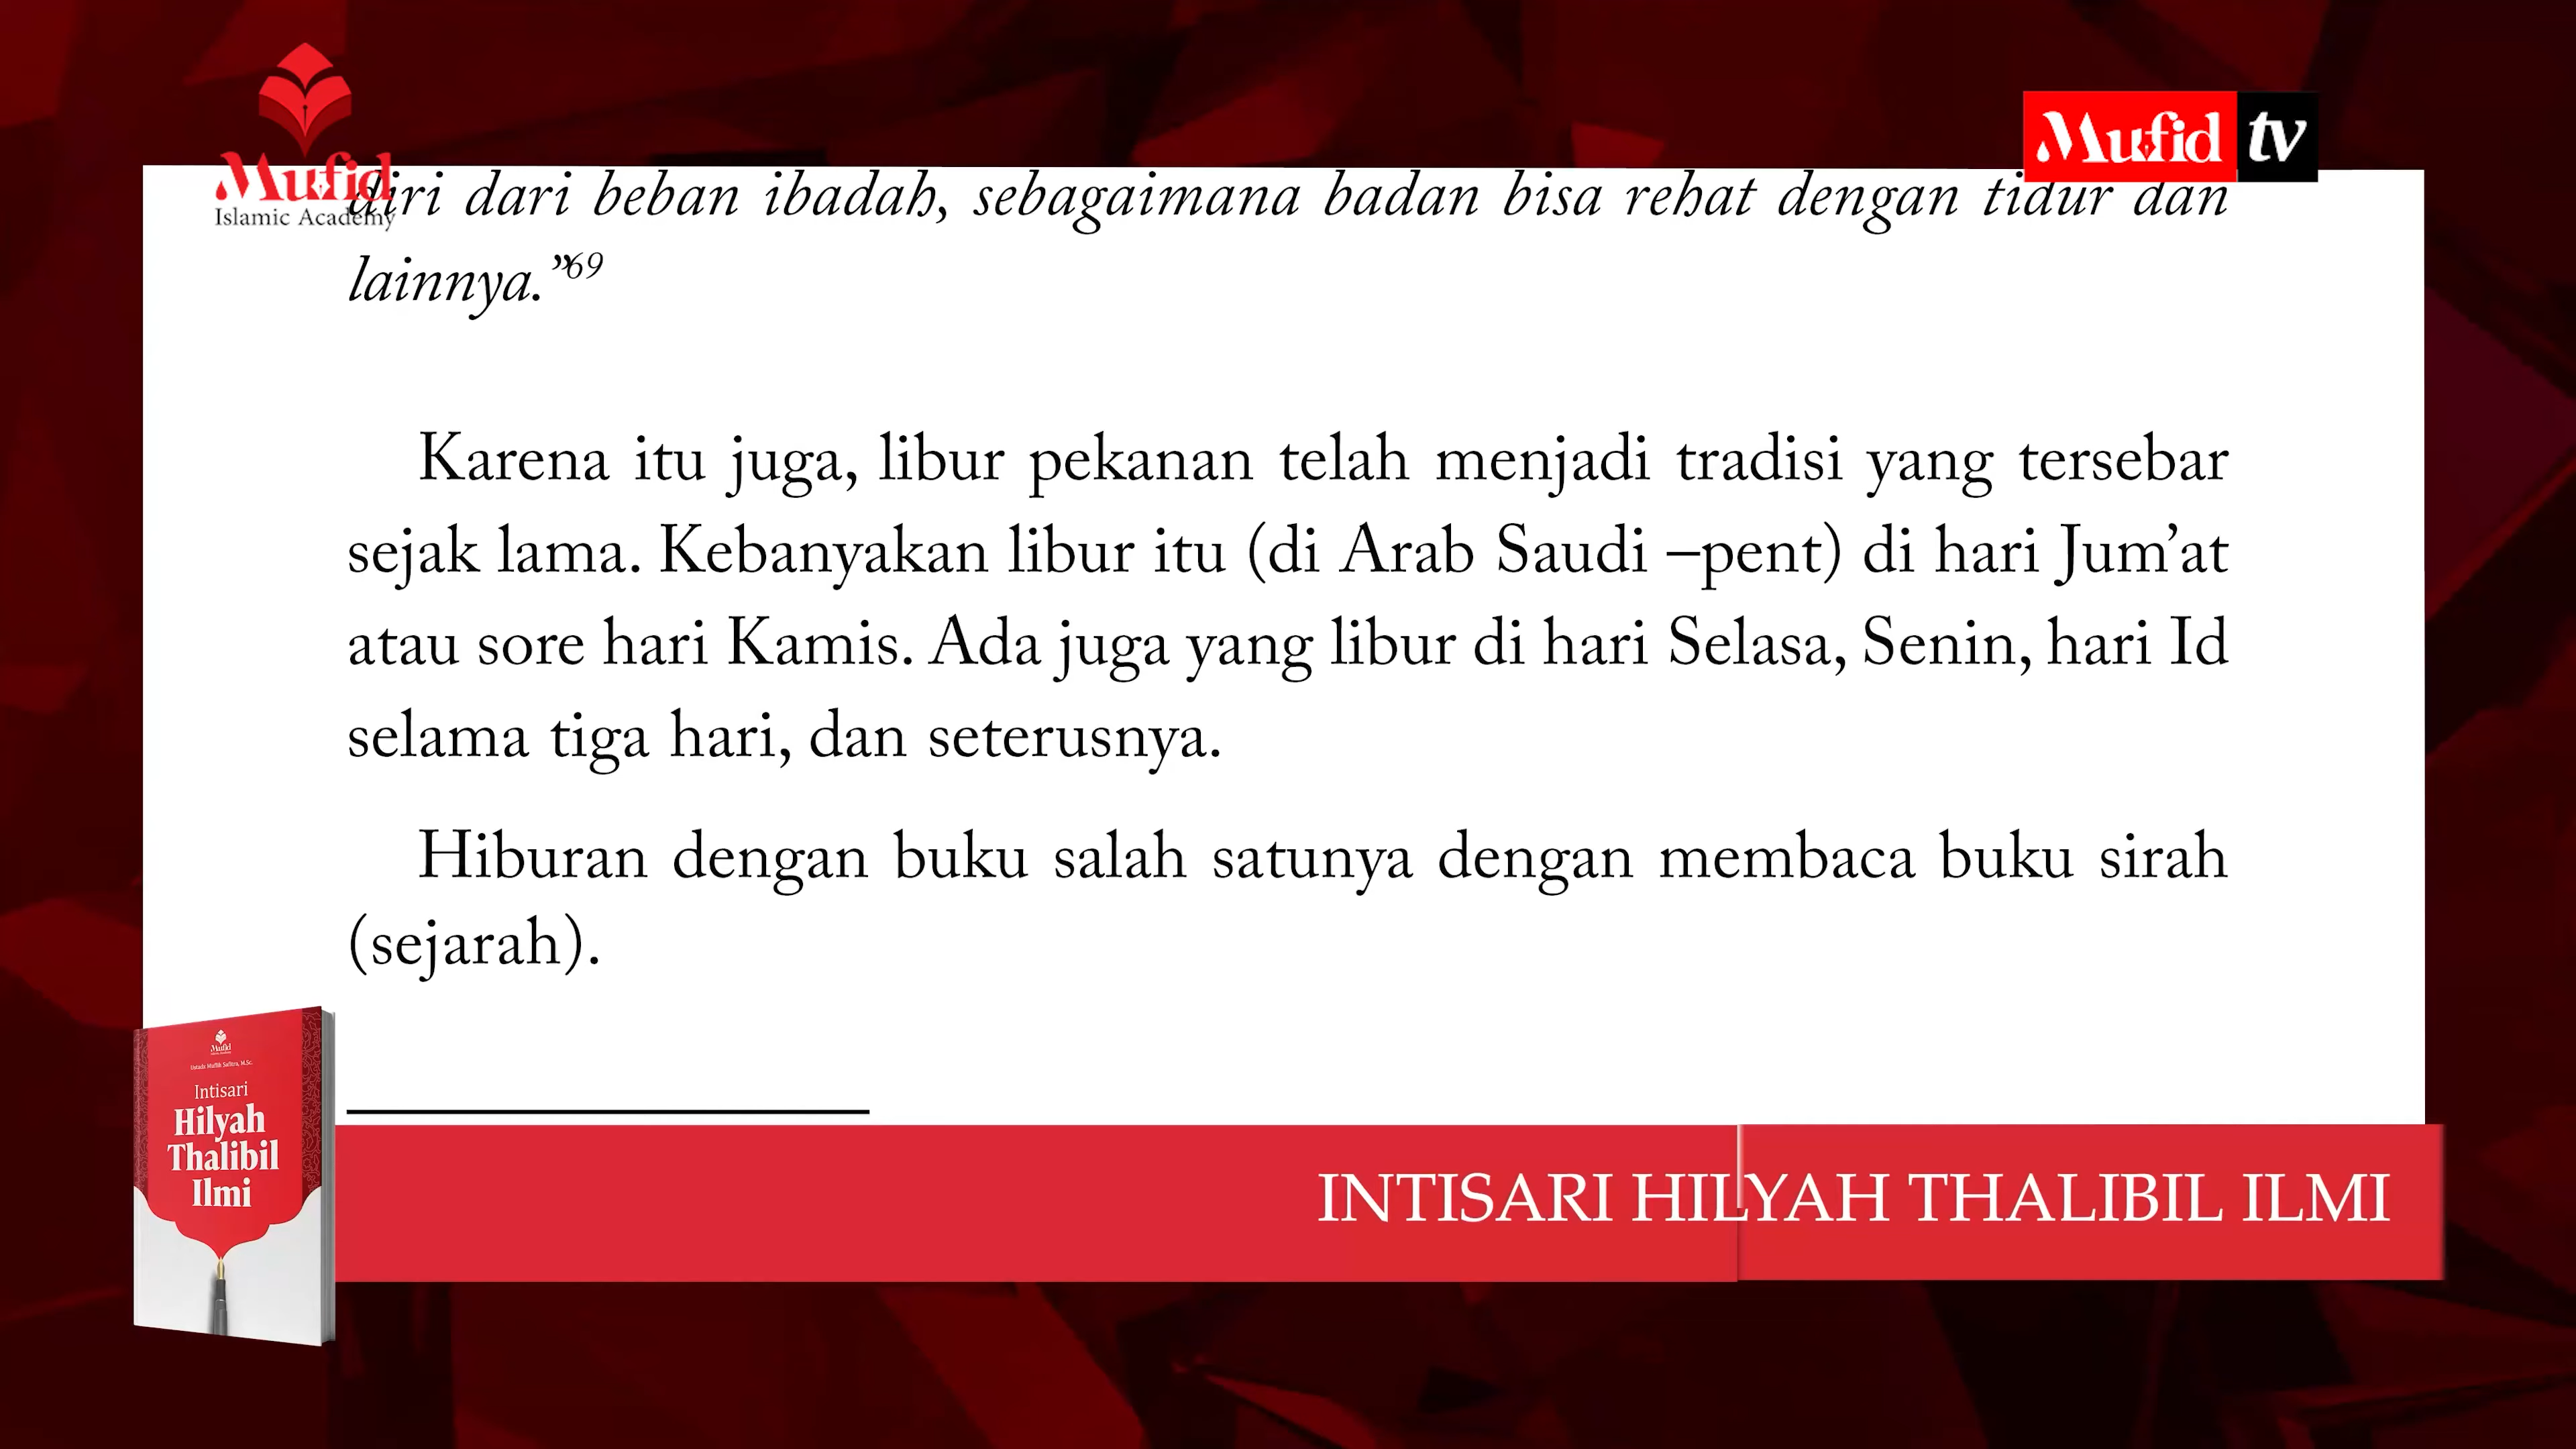 Mufid
Islamic Academy
Mufid tv
diri dari beban ibadah, sebagaimana badan bisa rehat dengan tidur dan
lainnya.”69
Karena itu juga, libur pekanan telah menjadi tradisi yang tersebar
sejak lama. Kebanyakan libur itu (di Arab Saudi –pent) di hari Jum’at
atau sore hari Kamis. Ada juga yang libur di hari Selasa, Senin, hari Id
selama tiga hari, dan seterusnya.
Hiburan dengan buku salah satunya dengan membaca buku sirah
(sejarah).
Mufid
Intisari
Hilyah
Thalibil
Ilmi
INTISARI HILYAH THALIBIL ILMI